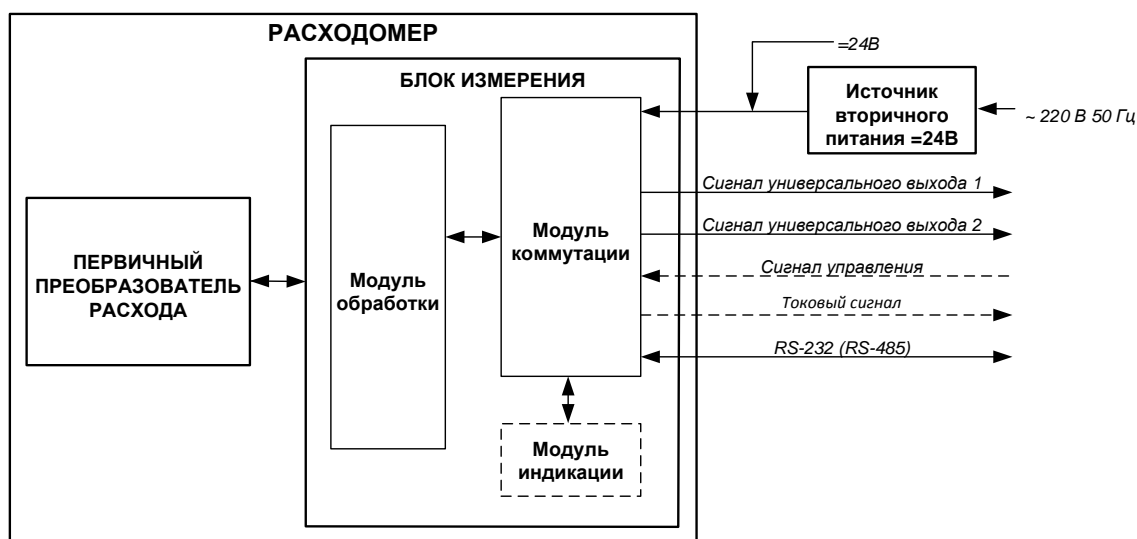 РАСХОДОМЕР
БЛОК ИЗМЕРЕНИЯ
ПЕРВИЧНЫЙ
ПРЕОБРАЗОВАТЕЛЬ
РАСХОДА
Модуль
обработки
Модуль
коммутации
Модуль
индикации
=24В
Источник
вторичного
питания =24В
~ 220 В 50 Гц
Сигнал универсального выхода 1
Сигнал универсального выхода 2
Сигнал управления
Токовый сигнал
RS-232 (RS-485)